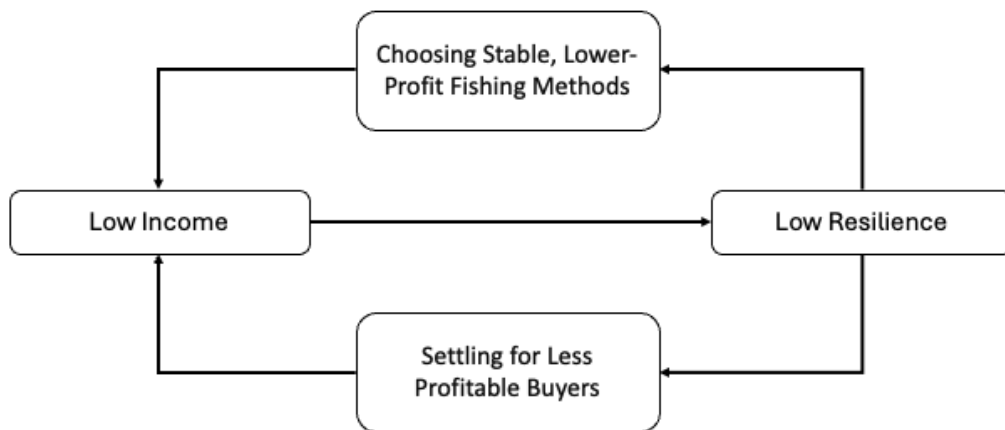 Choosing Stable, Lower-
Profit Fishing Methods
Low Income
Low Resilience
Settling for Less
Profitable Buyers